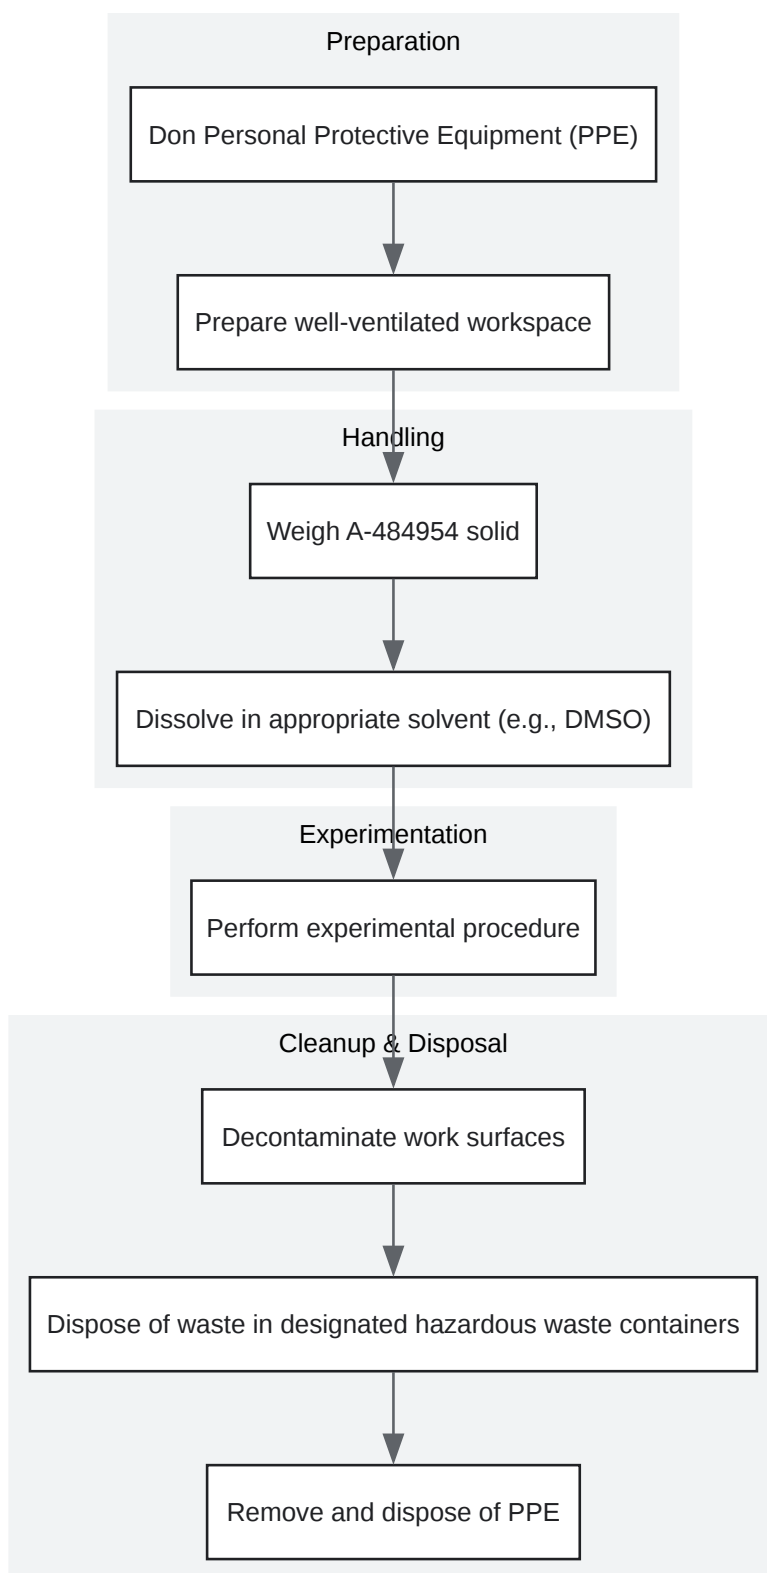 Preparation
Don Personal Protective Equipment (PPE)
Prepare well-ventilated workspace
Handling
Weigh A-484954 solid
Dissolve in appropriate solvent (e.g., DMSO)
Experimentation
Perform experimental procedure
Cleanup & Disposal
Decontaminate work surfaces
Dispose of waste in designated hazardous waste containers
Remove and dispose of PPE